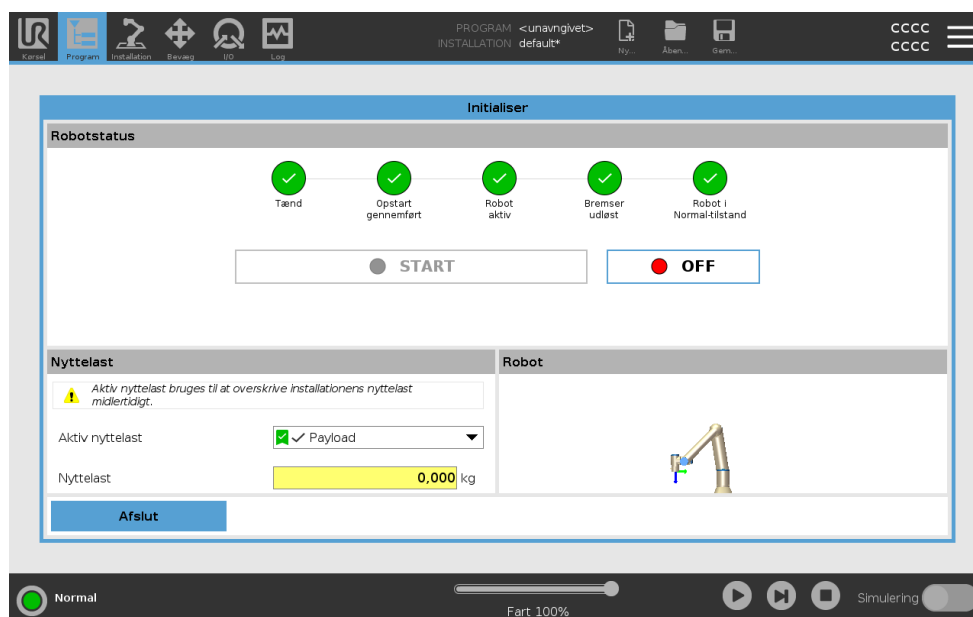 PROGRAM <unavngivet>
INSTALLATION default*
Kørsel Program Installation Bevæg I/O Log Ny... Åben... Gem...
cccc
cccc
Initialiser
Robotstatus
Tænd
Opstart
gennemført
Robot
aktiv
Bremser
udløst
Robot i
Normal-tilstand
START
OFF
Nyttelast
Robot
Aktiv nyttelast bruges til at overskrive installationens nyttelast
midlertidigt.
Aktiv nyttelast
Payload
Nyttelast
0,000 kg
Afslut
Normal
Fart 100%
Simulering